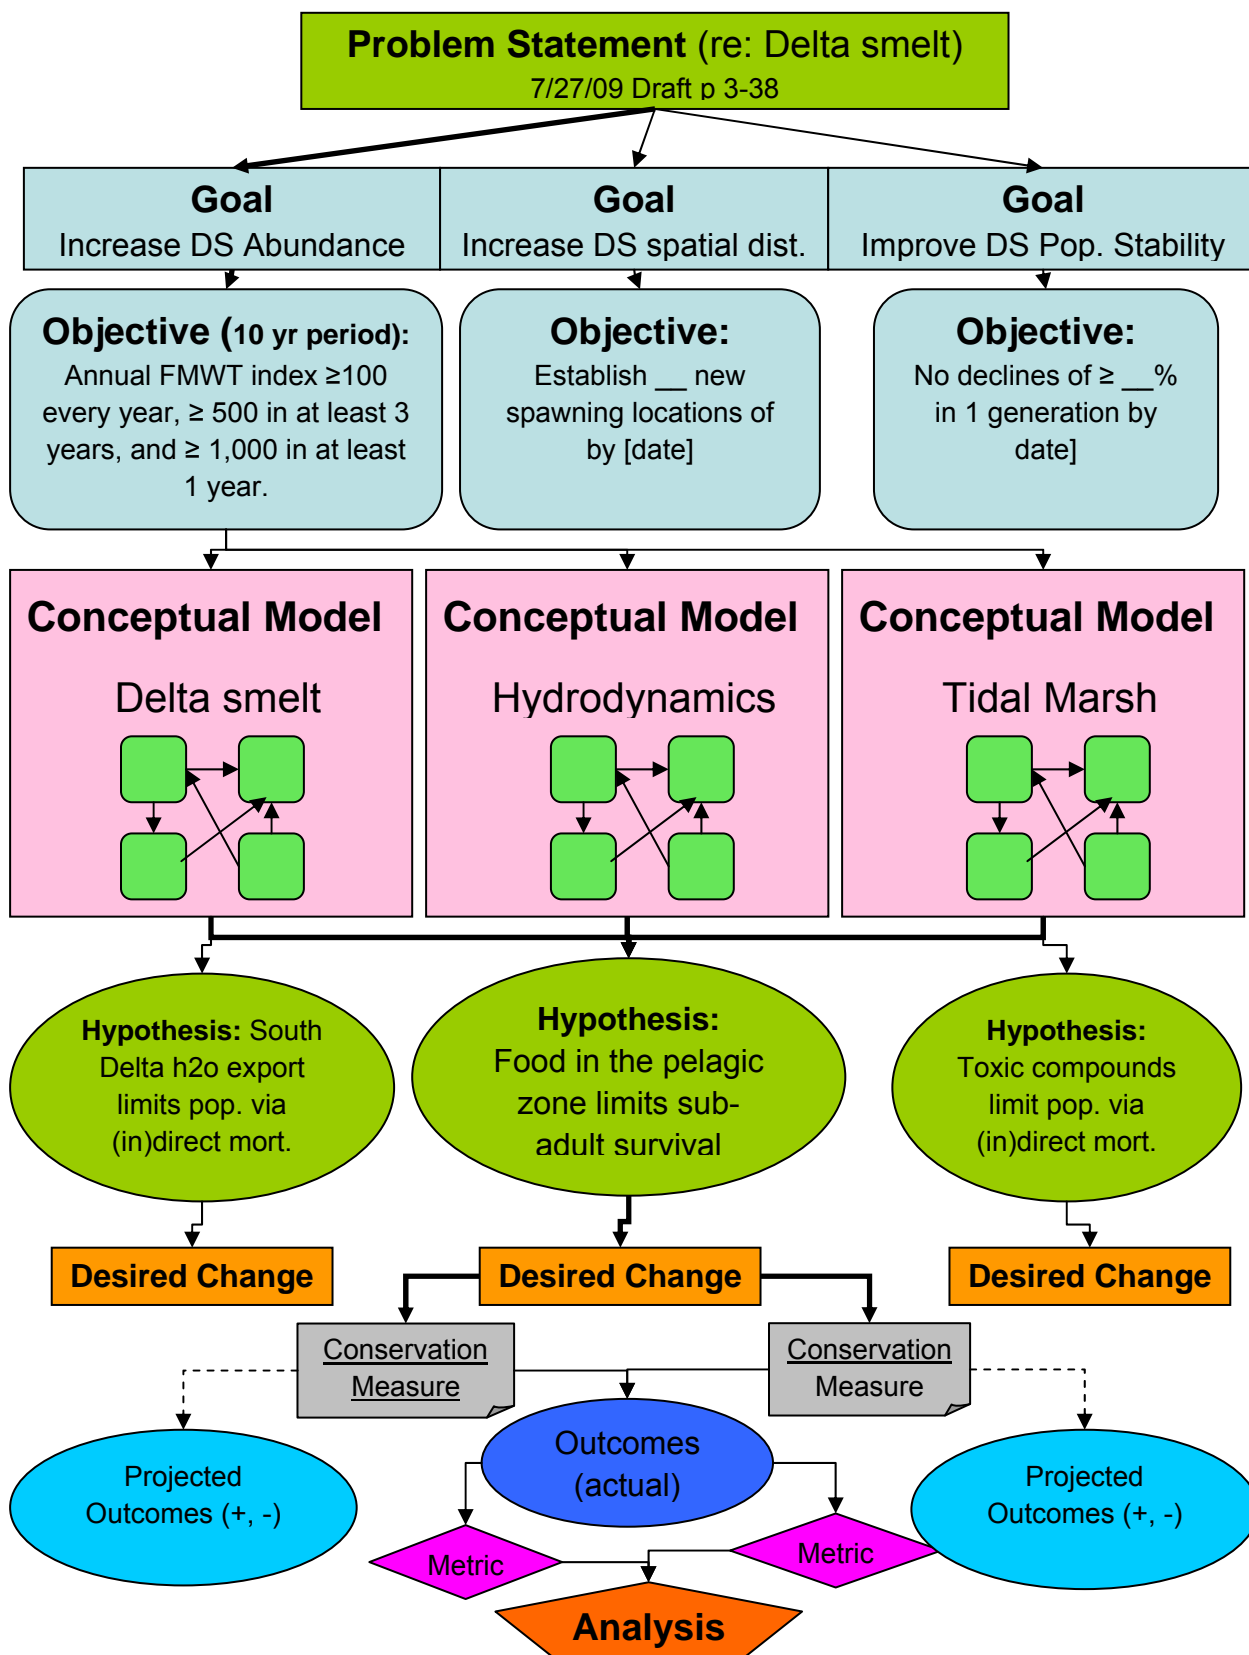 Problem Statement (re: Delta smelt)
7/27/09 Draft p 3-38
Goal
Increase DS Abundance
Goal
Increase DS spatial dist.
Goal
Improve DS Pop. Stability
Objective (10 yr period):
Annual FMWT index ≥100
every year, ≥ 500 in at least 3
years, and ≥ 1,000 in at least
1 year.
Objective:
Establish __ new
spawning locations of
by [date]
Objective:
No declines of ≥ __%
in 1 generation by
date]
Conceptual Model
Delta smelt
Conceptual Model
Hydrodynamics
Conceptual Model
Tidal Marsh
Hypothesis: South
Delta h2o export
limits pop. via
(in)direct mort.
Hypothesis:
Food in the pelagic
zone limits sub-
adult survival
Hypothesis:
Toxic compounds
limit pop. via
(in)direct mort.
Desired Change
Desired Change
Desired Change
Conservation
Measure
Conservation
Measure
Projected
Outcomes (+, -)
Outcomes
(actual)
Projected
Outcomes (+, -)
Metric
Metric
Analysis